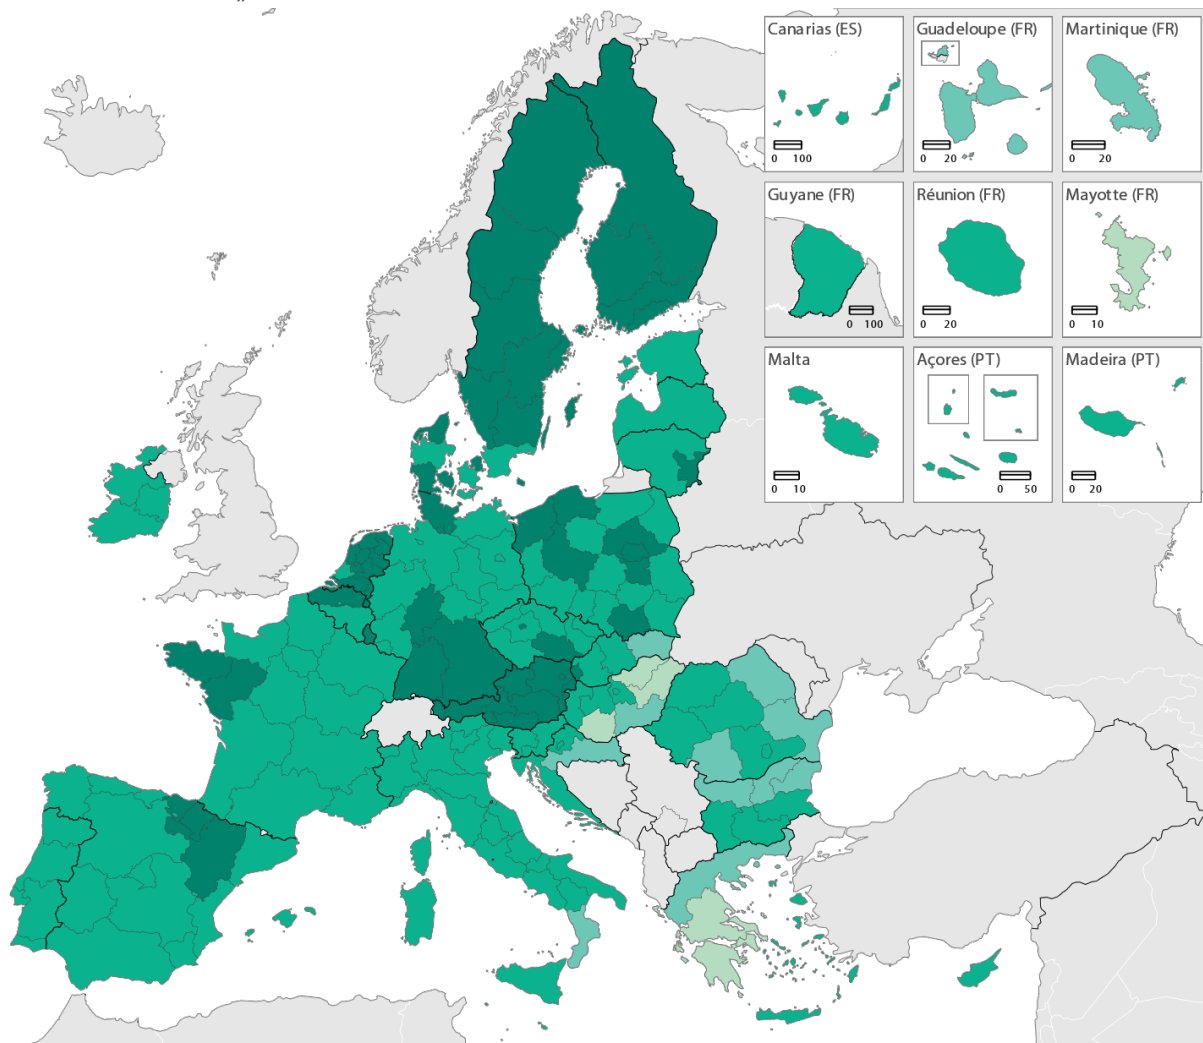 Canarias (ES)
0 100
Guadeloupe (FR)
0 20
Martinique (FR)
0 20
Guyane (FR)
0 100
Réunion (FR)
0 20
Mayotte (FR)
0 10
Malta
0 10
Açores (PT)
0 50
Madeira (PT)
0 20